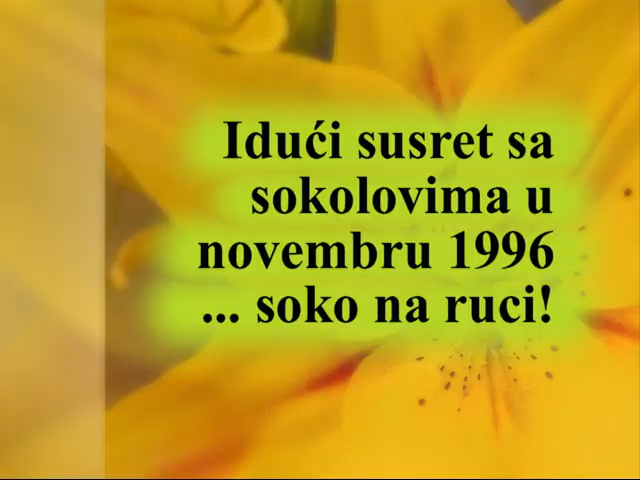 Idući susret sa
sokolovima u
novembru 1996
... soko na ruci!